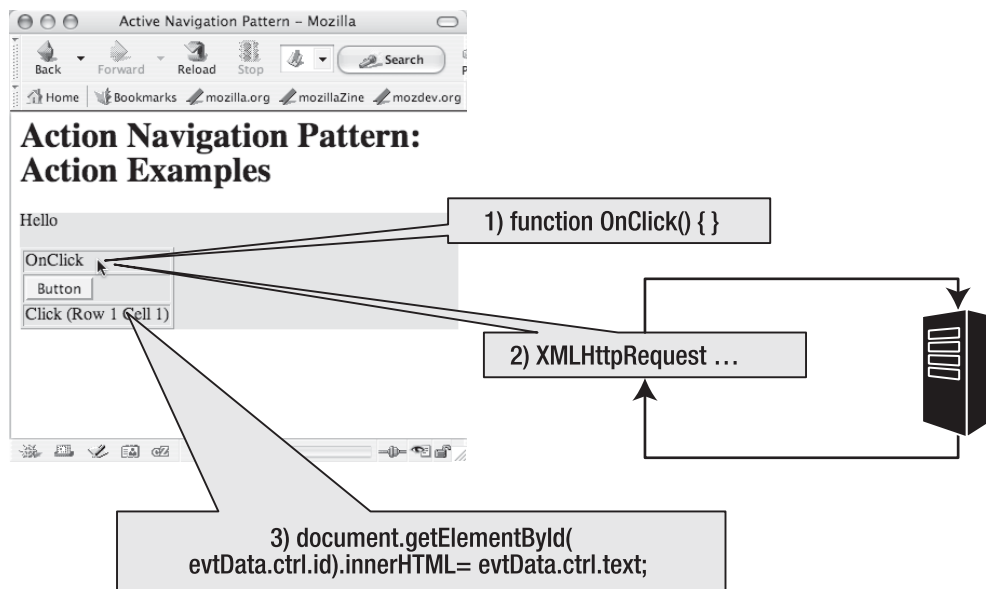 Active Navigation Pattern – Mozilla
Back Forward Reload Stop Search
Home Bookmarks mozilla.org mozillaZine mozdev.org
Action Navigation Pattern:
Action Examples
Hello
OnClick
Button
Click (Row 1 Cell 1)
1) function OnClick() { }
2) XMLHttpRequest …
3) document.getElementById(
evtData.ctrl.id).innerHTML= evtData.ctrl.text;